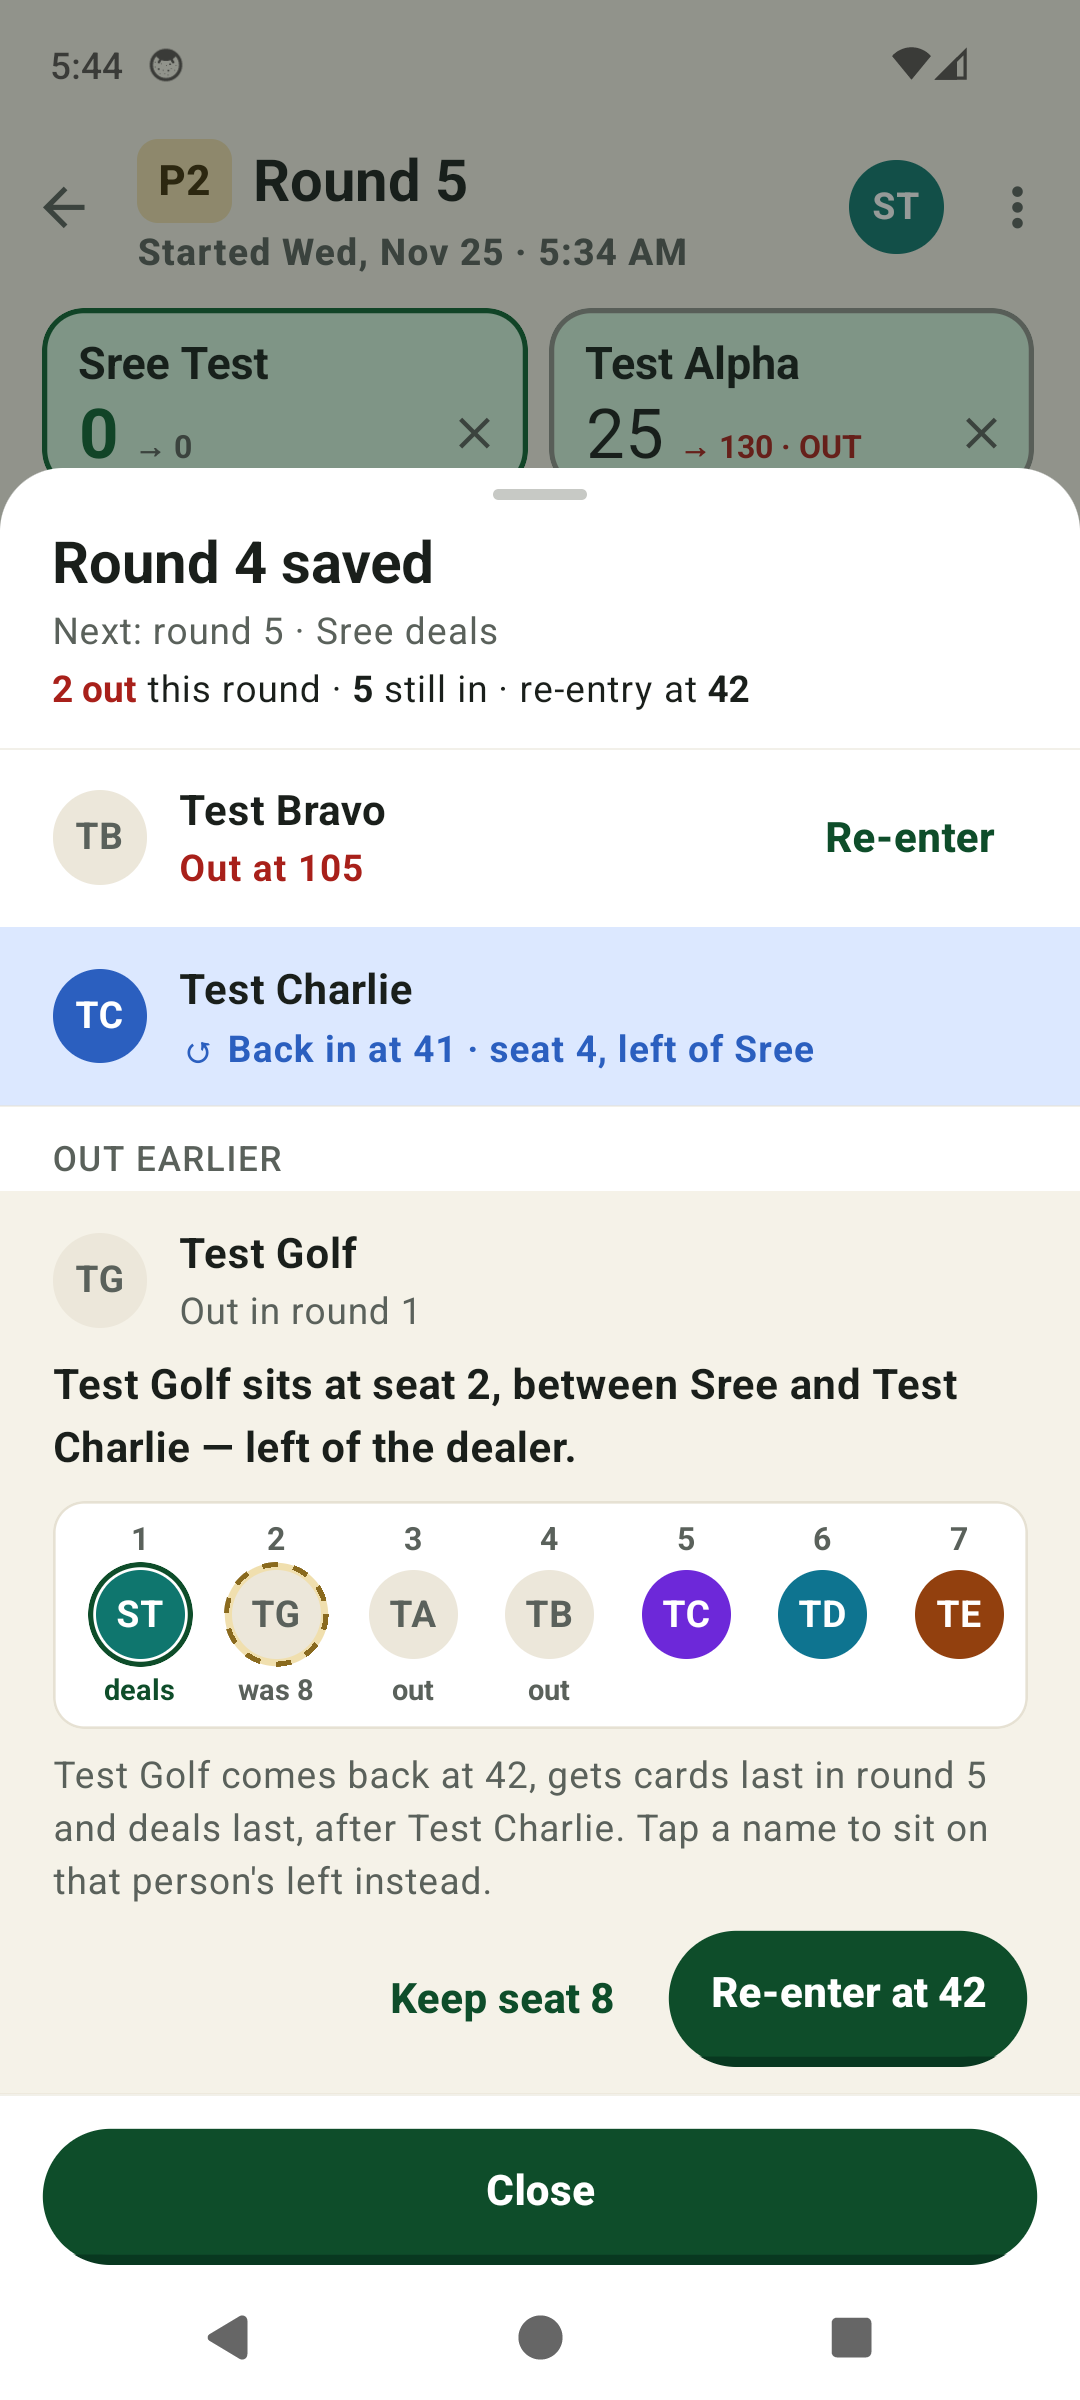 5:44
P2 Round 5
ST
Started Wed, Nov 25 · 5:34 AM
Sree Test
0 → 0
Test Alpha
25 → 130 · OUT
Round 4 saved
Next: round 5 · Sree deals
2 out this round · 5 still in · re-entry at 42
TB
Test Bravo
Out at 105
Re-enter
TC
Test Charlie
Back in at 41 · seat 4, left of Sree
OUT EARLIER
TG
Test Golf
Out in round 1
Test Golf sits at seat 2, between Sree and Test
Charlie — left of the dealer.
1 2 3 4 5 6 7
ST TG TA TB TC TD TE
deals was 8 out out
Test Golf comes back at 42, gets cards last in round 5
and deals last, after Test Charlie. Tap a name to sit on
that person's left instead.
Keep seat 8
Re-enter at 42
Close